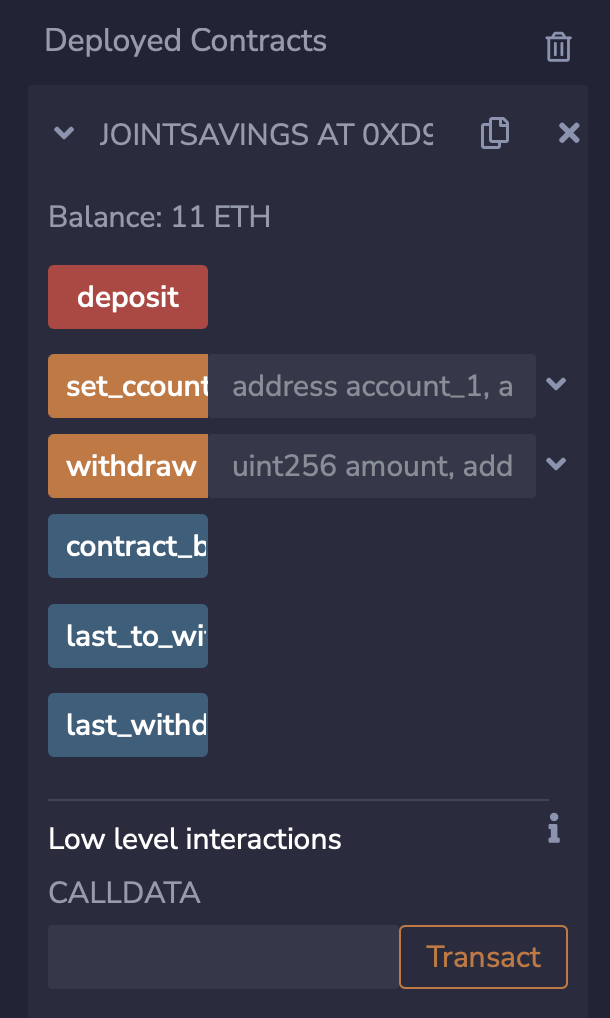 Deployed Contracts
JOINTSAVINGS AT 0XD9
Balance: 11 ETH
deposit
set_ccount address account_1, a
withdraw uint256 amount, add
contract_b
last_to_wi
last_withd
Low level interactions
CALLDATA
Transact